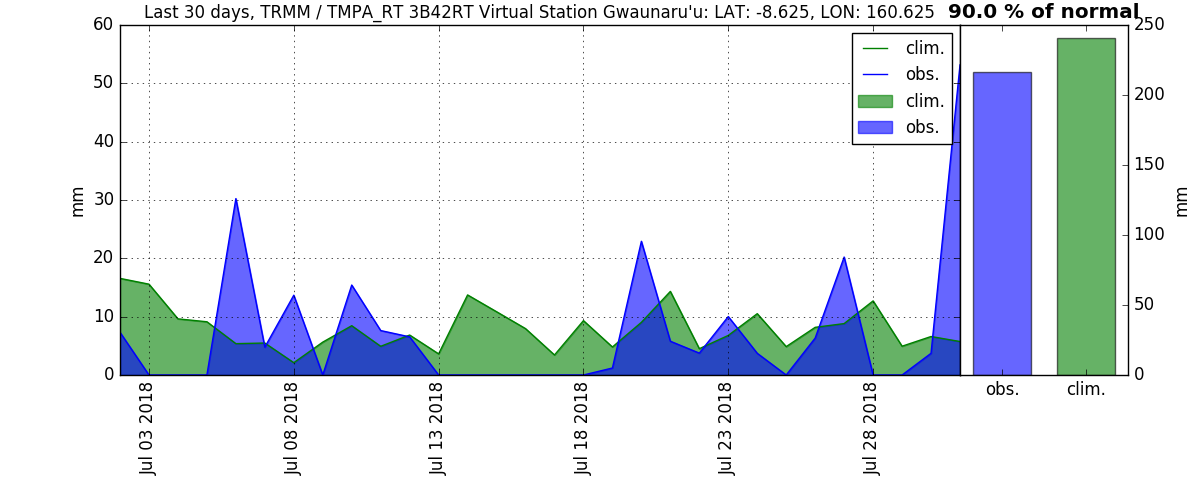 Last 30 days, TRMM / TMPA_RT 3B42RT Virtual Station Gwaunaru'u: LAT: -8.625, LON: 160.625
90.0 % of normal
60
50
40
30
20
10
0
mm
clim.
obs.
clim.
obs.
Jul 03 2018
Jul 08 2018
Jul 13 2018
Jul 18 2018
Jul 23 2018
Jul 28 2018
250
200
150
100
50
0
mm
obs.
clim.